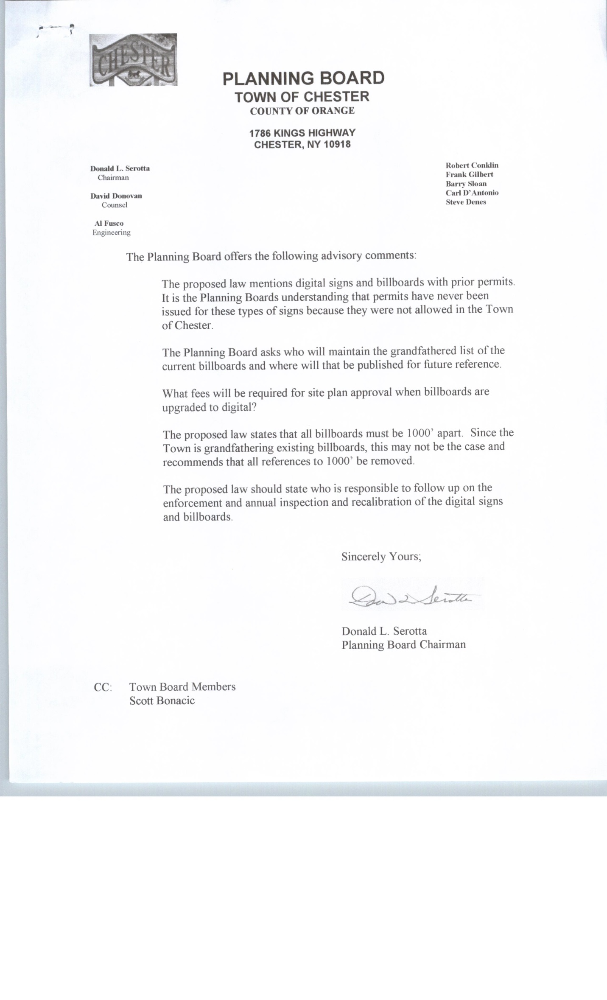 CHESTER
PLANNING BOARD
TOWN OF CHESTER
COUNTY OF ORANGE
1786 KINGS HIGHWAY
CHESTER, NY 10918
Donald L. Serotta
Chairman
David Donovan
Counsel
Al Fusco
Engineering
Robert Conklin
Frank Gilbert
Barry Sloan
Carl D'Antonio
Steve Denes
The Planning Board offers the following advisory comments:
The proposed law mentions digital signs and billboards with prior permits.
It is the Planning Boards understanding that permits have never been
issued for these types of signs because they were not allowed in the Town
of Chester.
The Planning Board asks who will maintain the grandfathered list of the
current billboards and where will that be published for future reference.
What fees will be required for site plan approval when billboards are
upgraded to digital?
The proposed law states that all billboards must be 1000' apart.  Since the
Town is grandfathering existing billboards, this may not be the case and
recommends that all references to 1000' be removed.
The proposed law should state who is responsible to follow up on the
enforcement and annual inspection and recalibration of the digital signs
and billboards.
Sincerely Yours;
Donald L. Serotta
Planning Board Chairman
CC: Town Board Members
Scott Bonacic